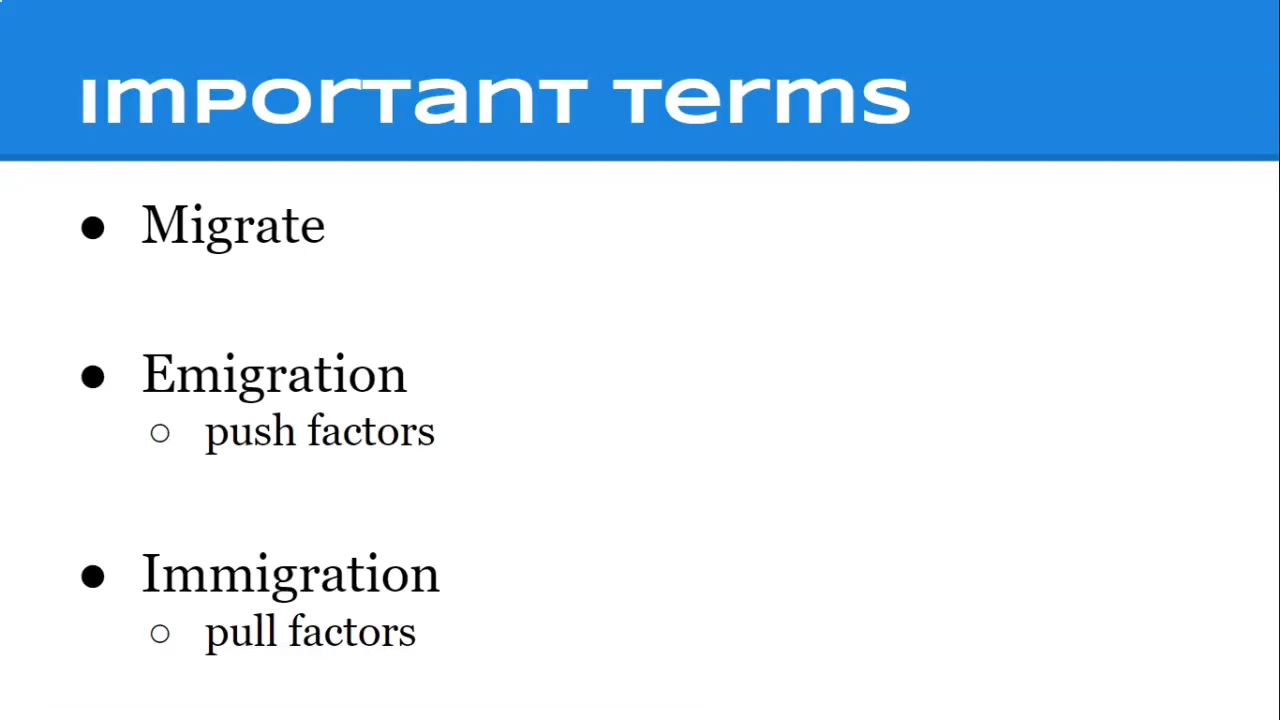 Important Terms
● Migrate
● Emigration
○ push factors
● Immigration
○ pull factors